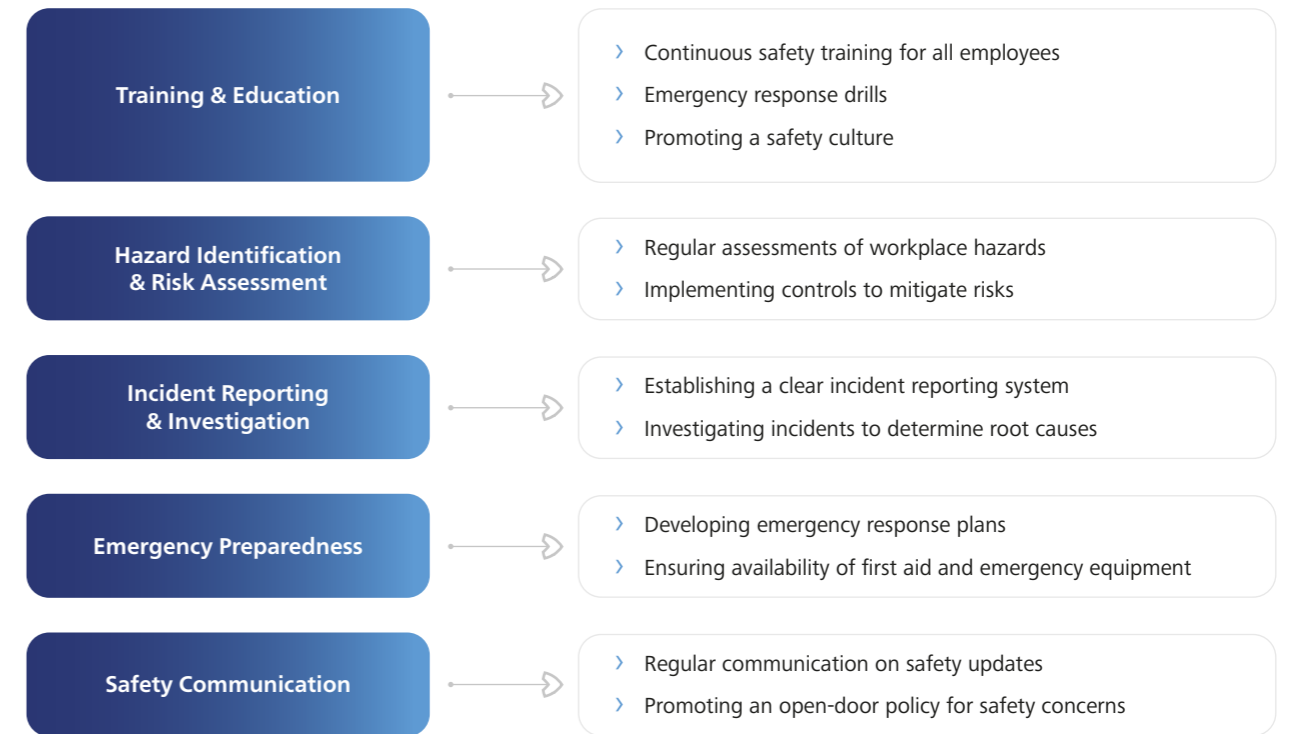 Training & Education
Continuous safety training for all employees
Emergency response drills
Promoting a safety culture
Hazard Identification
& Risk Assessment
Regular assessments of workplace hazards
Implementing controls to mitigate risks
Incident Reporting
& Investigation
Establishing a clear incident reporting system
Investigating incidents to determine root causes
Emergency Preparedness
Developing emergency response plans
Ensuring availability of first aid and emergency equipment
Safety Communication
Regular communication on safety updates
Promoting an open-door policy for safety concerns